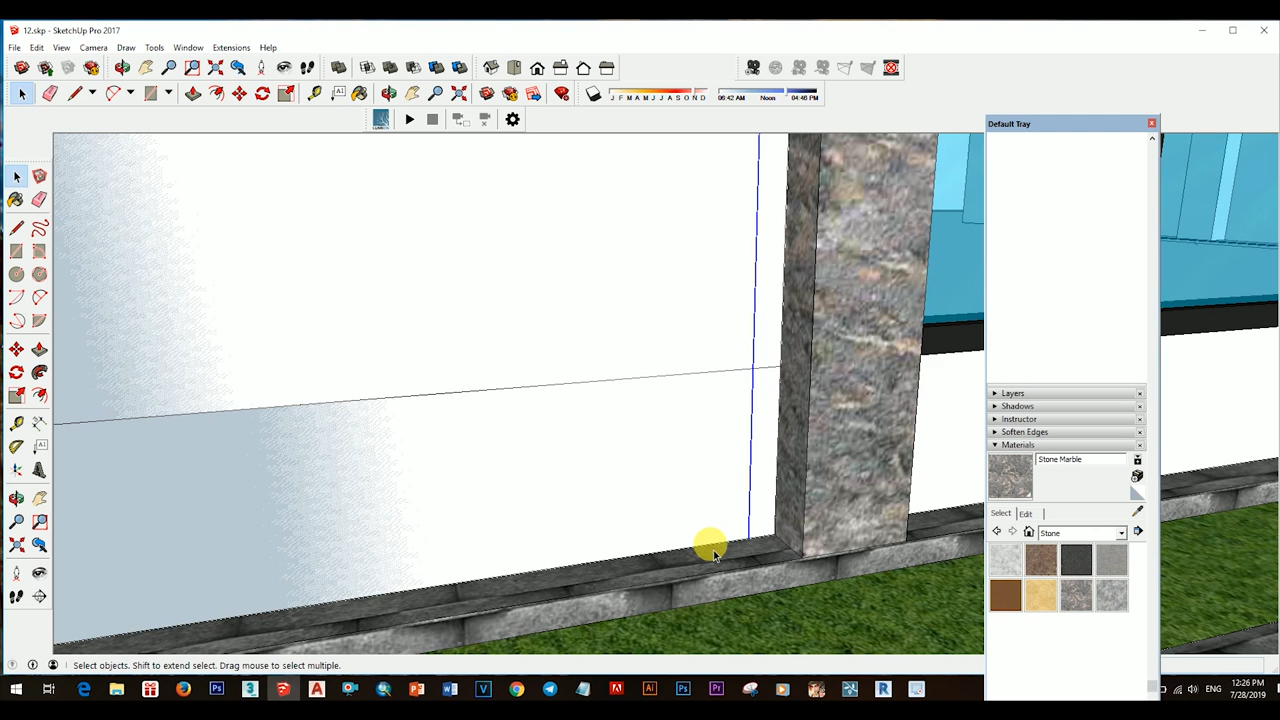 12.skp - SketchUp Pro 2017
File Edit View Camera Draw Tools Window Extensions Help
J F M A M J J A S O N D 06:42 AM Noon 04:46 PM
Default Tray
Layers
Shadows
Instructor
Soften Edges
Materials
Stone Marble
Select Edit
Stone
Select objects. Shift to extend select. Drag mouse to select multiple.
ENG
12:26 PM
7/28/2019